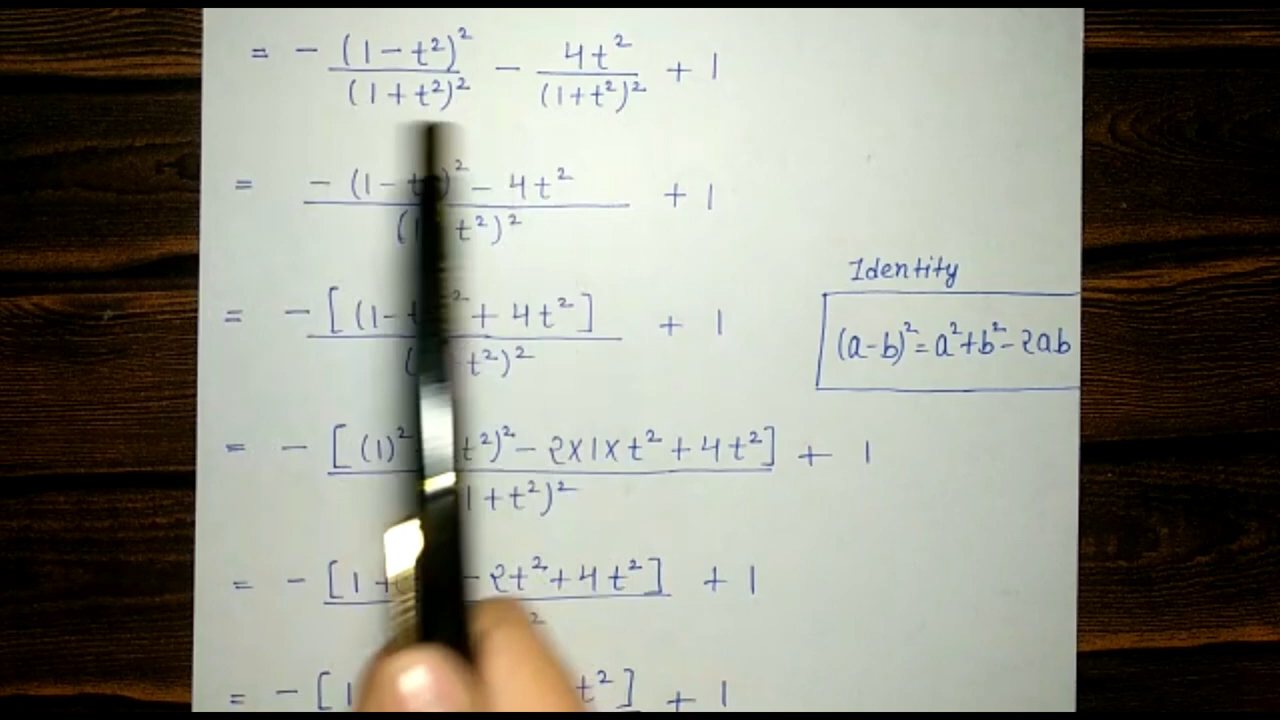 = - (1 - t²)² / (1 + t²)² - 4t² / (1+t²)² + 1
= - (1 - t )² - 4t² / ( t²)² + 1
= - [ (1 - t ² + 4t² ] / ( t²)² + 1
Identity
(a-b)² = a²+b²- 2ab
= - [ (1)² t²)² - 2×1×t² + 4t² ] / 1 + t²)² + 1
= - [ 1 + - 2t² + 4t² ] / ² + 1
= - [ 1 t² ] + 1